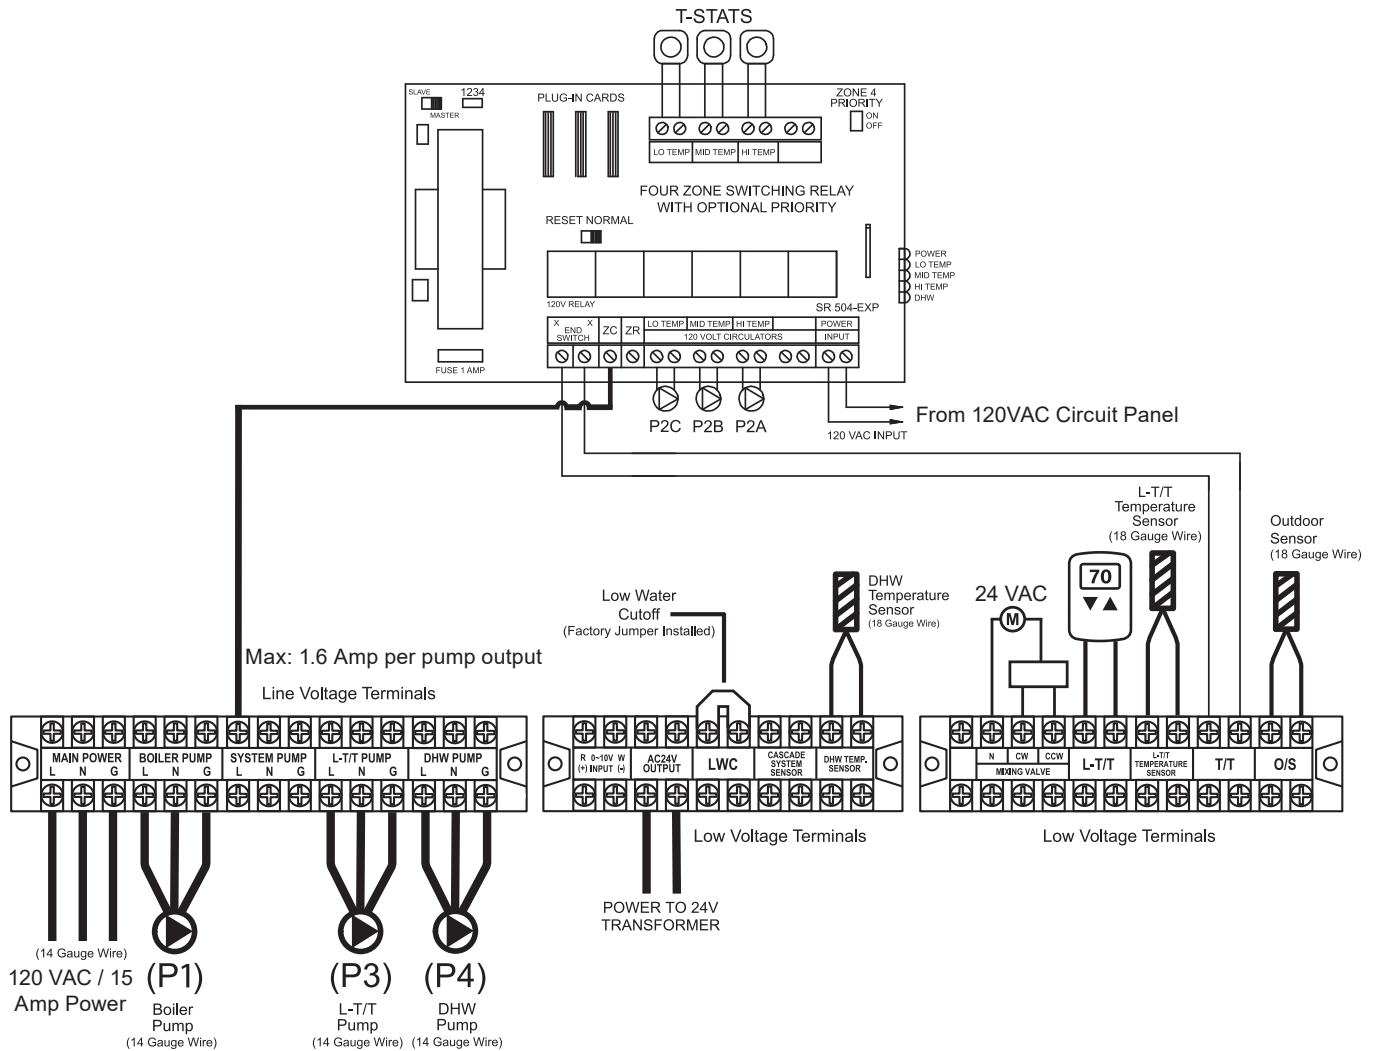 T-STATS
SLAVE
MASTER
1234
PLUG-IN CARDS
ZONE 4
PRIORITY
ON
OFF
LO TEMP
MID TEMP
HI TEMP
FOUR ZONE SWITCHING RELAY
WITH OPTIONAL PRIORITY
RESET NORMAL
POWER
LO TEMP
MID TEMP
HI TEMP
DHW
120V RELAY
SR 504-EXP
X X
END
SWITCH
ZC
ZR
LO TEMP
MID TEMP
HI TEMP
120 VOLT CIRCULATORS
POWER
INPUT
FUSE 1 AMP
P2C
P2B
P2A
From 120VAC Circuit Panel
120 VAC INPUT
L-T/T
Temperature
Sensor
(18 Gauge Wire)
Outdoor
Sensor
(18 Gauge Wire)
DHW
Temperature
Sensor
(18 Gauge Wire)
24 VAC
M
70
Low Water
Cutoff
(Factory Jumper Installed)
Max: 1.6 Amp per pump output
Line Voltage Terminals
MAIN POWER
L N G
BOILER PUMP
L N G
SYSTEM PUMP
L N G
L-T/T PUMP
L N G
DHW PUMP
L N G
R 0~10V W
(+) INPUT (-)
AC24V
OUTPUT
LWC
CASCADE
SYSTEM
SENSOR
DHW TEMP.
SENSOR
N
CW
CCW
MIXING VALVE
L-T/T
L-T/T
TEMPERATURE
SENSOR
T/T
O/S
Low Voltage Terminals
Low Voltage Terminals
POWER TO 24V
TRANSFORMER
(14 Gauge Wire)
120 VAC / 15
Amp Power
(P1)
Boiler
Pump
(14 Gauge Wire)
(P3)
L-T/T
Pump
(14 Gauge Wire)
(P4)
DHW
Pump
(14 Gauge Wire)